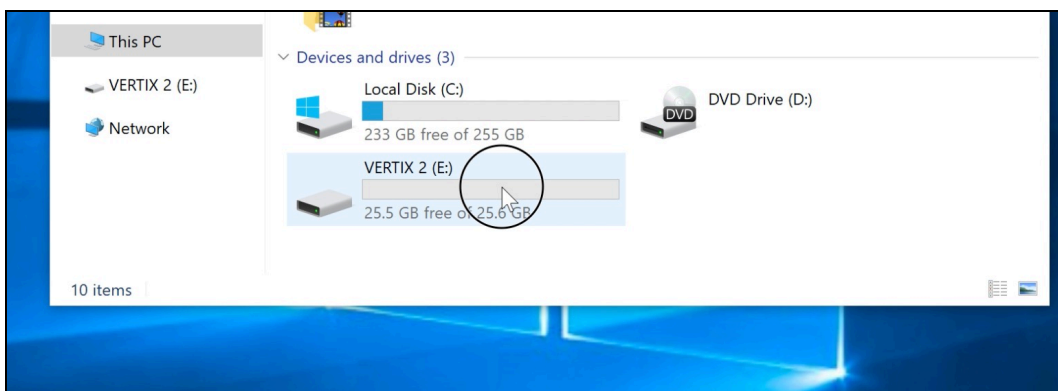 This PC
VERTIX 2 (E:)
Network
Devices and drives (3)
Local Disk (C:)
233 GB free of 255 GB
DVD Drive (D:)
DVD
VERTIX 2 (E:)
25.5 GB free of 25.6 GB
10 items